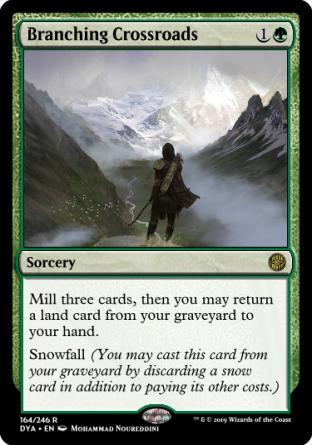 Branching Crossroads 1
Sorcery
Mill three cards, then you may return
a land card from your graveyard to
your hand.
Snowfall (You may cast this card from
your graveyard by discarding a snow
card in addition to paying its other costs.)
164/246 R
DYA • EN Mohammad Noureddini
™ & © 2019 Wizards of the Coast